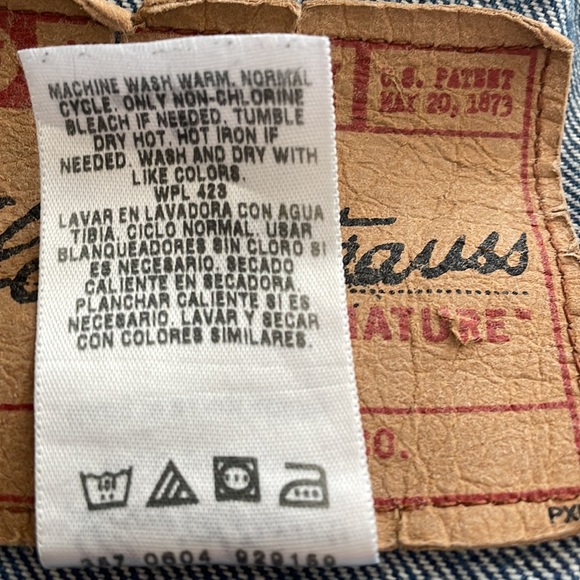 MACHINE WASH WARM, NORMAL
CYCLE. ONLY NON-CHLORINE
BLEACH IF NEEDED. TUMBLE
DRY HOT. HOT IRON IF
NEEDED. WASH AND DRY WITH
LIKE COLORS.
WPL 423
LAVAR EN LAVADORA CON AGUA
TIBIA, CICLO NORMAL. USAR
BLANQUEADORES SIN CLORO SI
ES NECESARIO. SECADO
CALIENTE EN SECADORA.
PLANCHAR CALIENTE SI ES
NECESARIO. LAVAR Y SECAR
CON COLORES SIMILARES.
U.S. PATENT
MAY 20, 1873
trauss
NATURE™
CO.